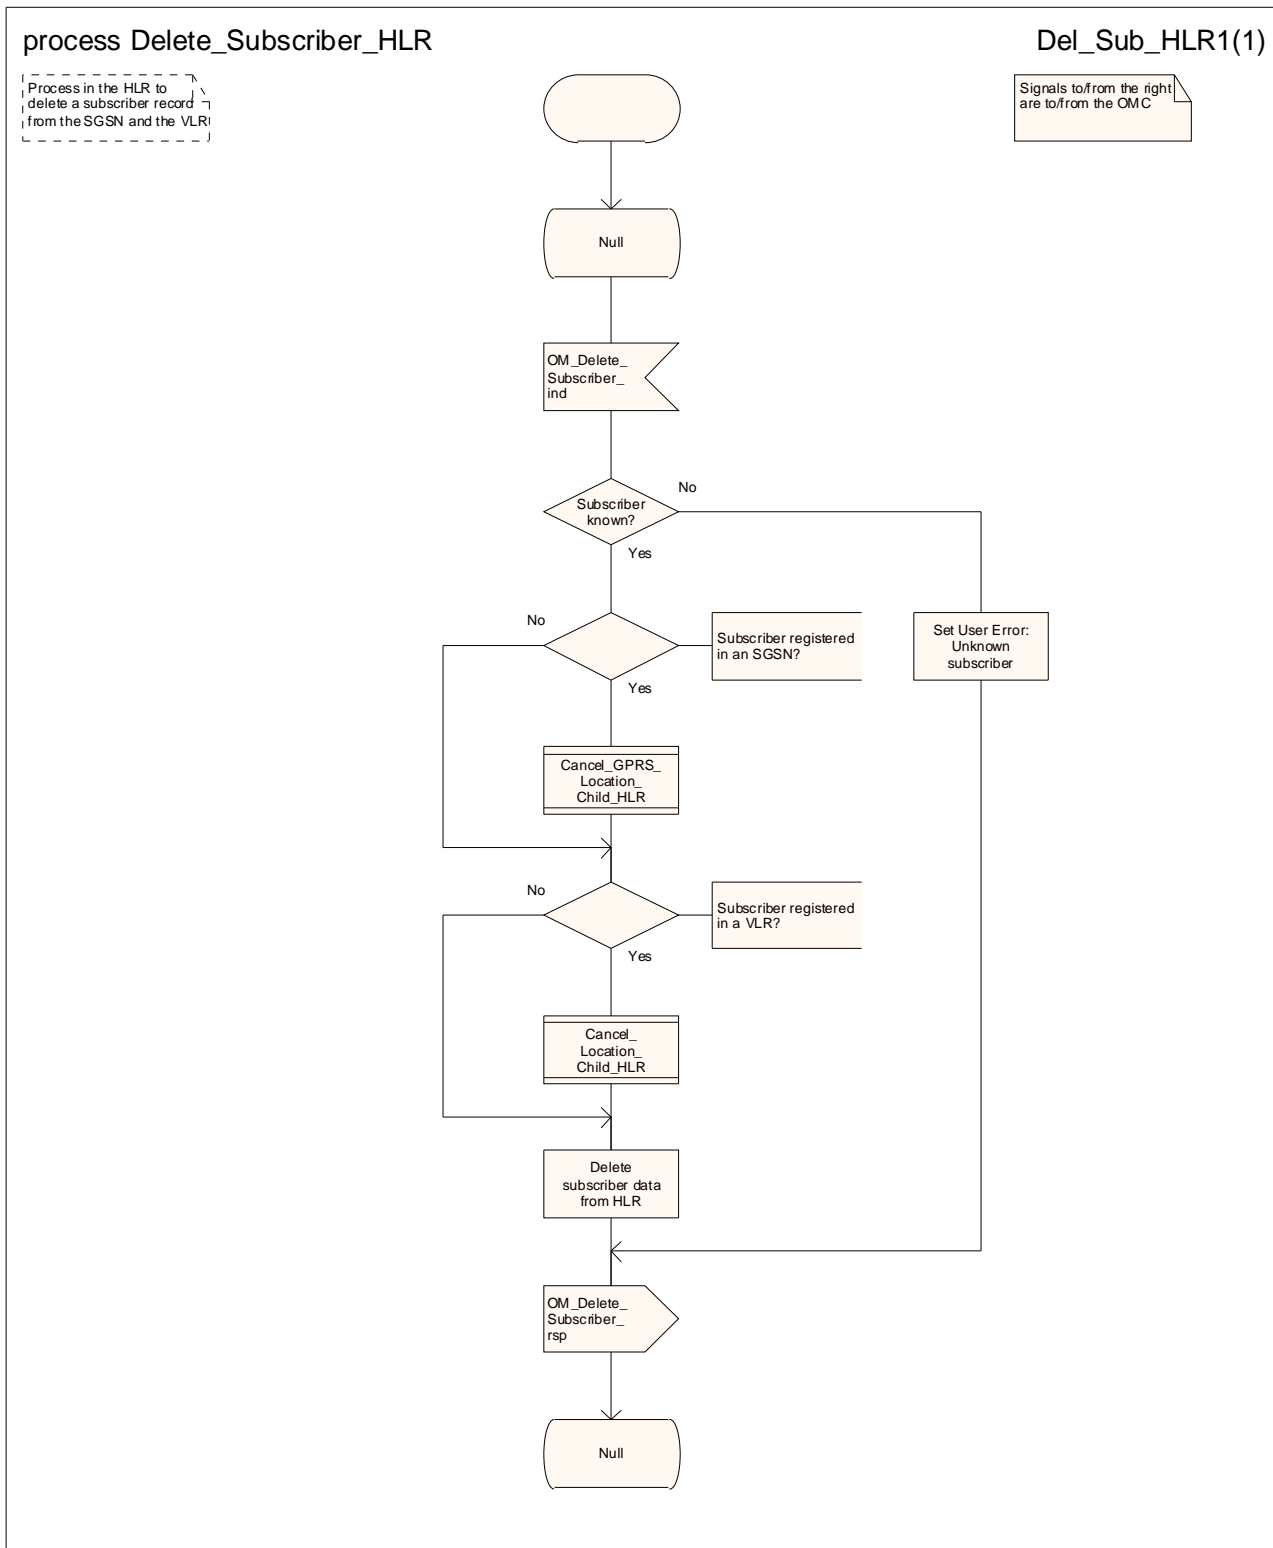 process Delete_Subscriber_HLR
Del_Sub_HLR1(1)
Process in the HLR to
delete a subscriber record
from the SGSN and the VLR
Signals to/from the right
are to/from the OMC
Null
OM_Delete_
Subscriber_
ind
Subscriber
known?
No
Yes
No
Subscriber registered
in an SGSN?
Set User Error:
Unknown
subscriber
Yes
Cancel_GPRS_
Location_
Child_HLR
No
Subscriber registered
in a VLR?
Yes
Cancel_
Location_
Child_HLR
Delete
subscriber data
from HLR
OM_Delete_
Subscriber_
rsp
Null